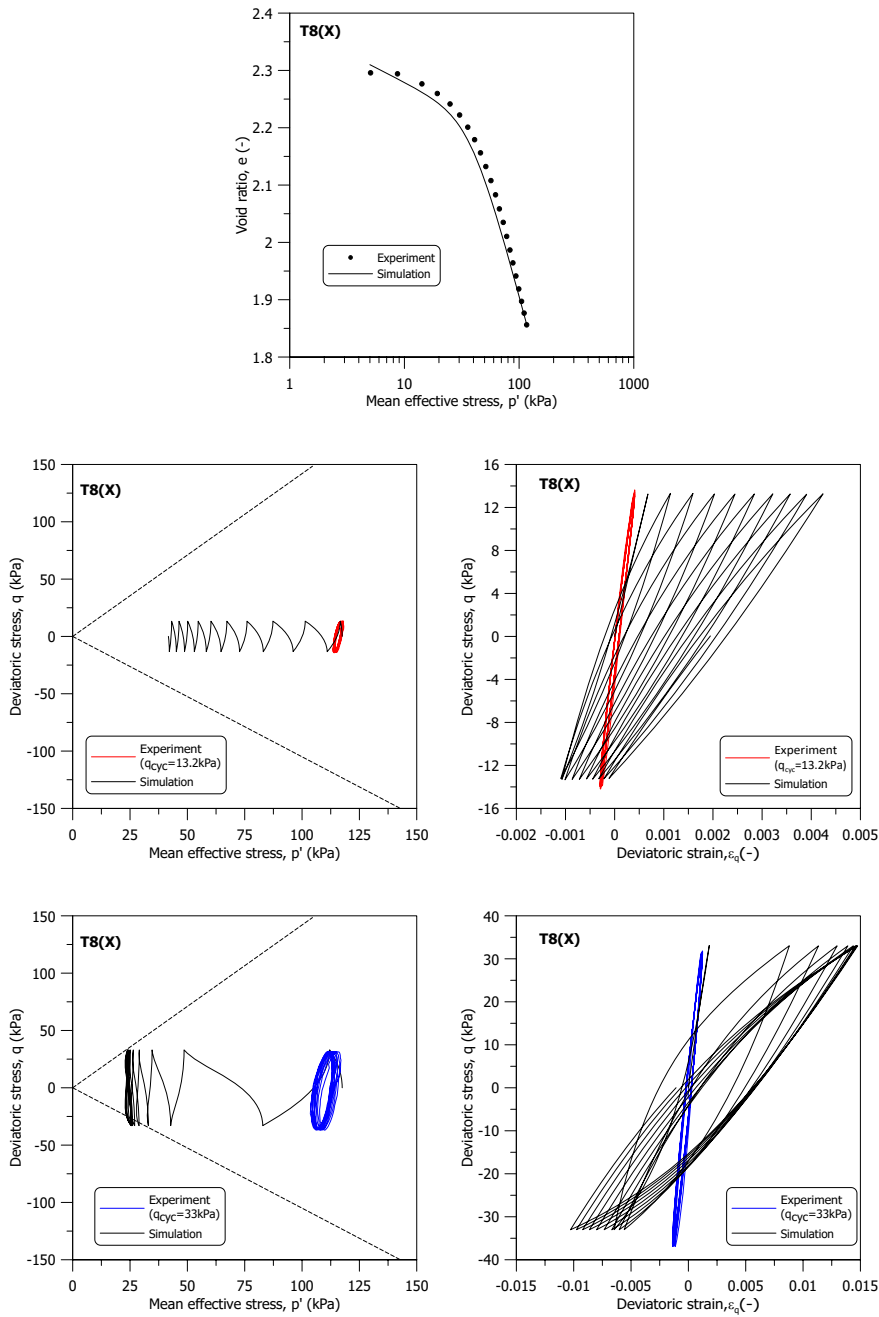 T8(X)
2.4
2.3
2.2
2.1
2
1.9
1.8
Void ratio, e (-)
Experiment
Simulation
1 10 100 1000
Mean effective stress, p' (kPa)
T8(X)
150
100
50
0
-50
-100
-150
Deviatoric stress, q (kPa)
Experiment
(qcyc=13.2kPa)
Simulation
0 25 50 75 100 125 150
Mean effective stress, p' (kPa)
T8(X)
16
12
8
4
0
-4
-8
-12
-16
Deviatoric stress, q (kPa)
Experiment
(qcyc=13.2kPa)
Simulation
-0.002 -0.001 0 0.001 0.002 0.003 0.004 0.005
Deviatoric strain,εq(-)
T8(X)
150
100
50
0
-50
-100
-150
Deviatoric stress, q (kPa)
Experiment
(qcyc=33kPa)
Simulation
0 25 50 75 100 125 150
Mean effective stress, p' (kPa)
T8(X)
40
30
20
10
0
-10
-20
-30
-40
Deviatoric stress, q (kPa)
Experiment
(qcyc=33kPa)
Simulation
-0.015 -0.01 -0.005 0 0.005 0.01 0.015
Deviatoric strain,εq(-)